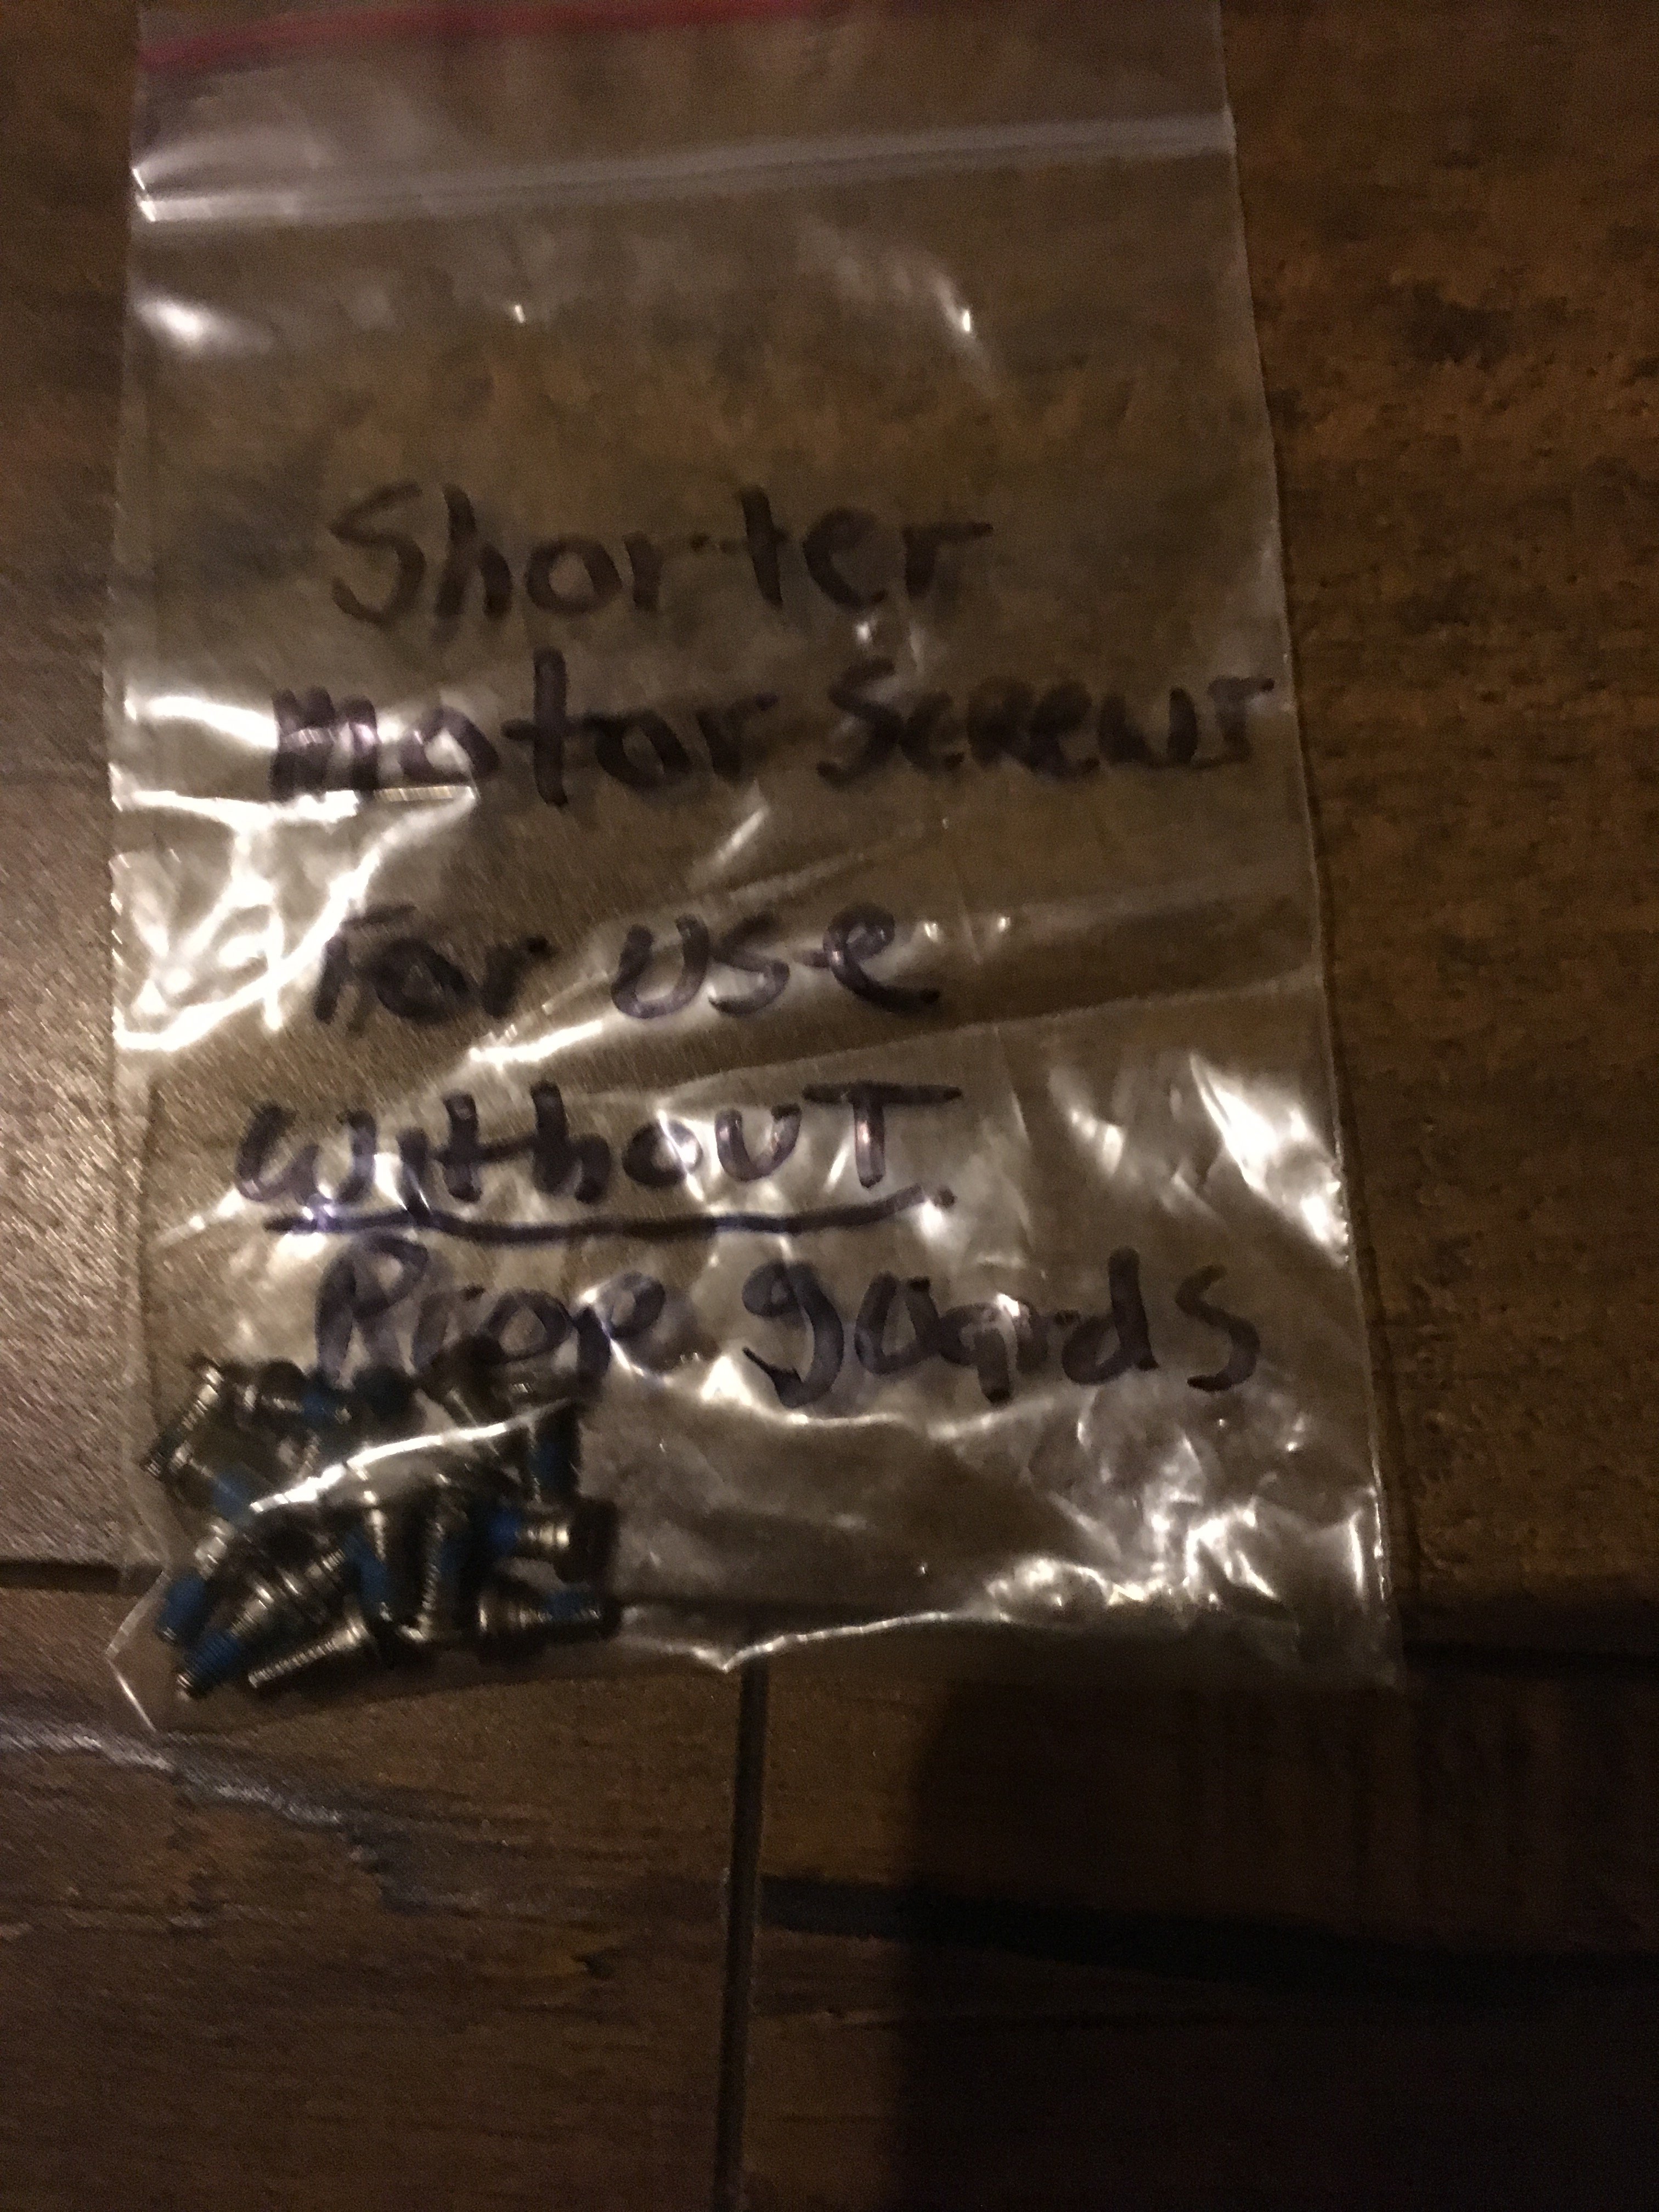 Shorter
motor Screws
For use
withouT
Prop guards